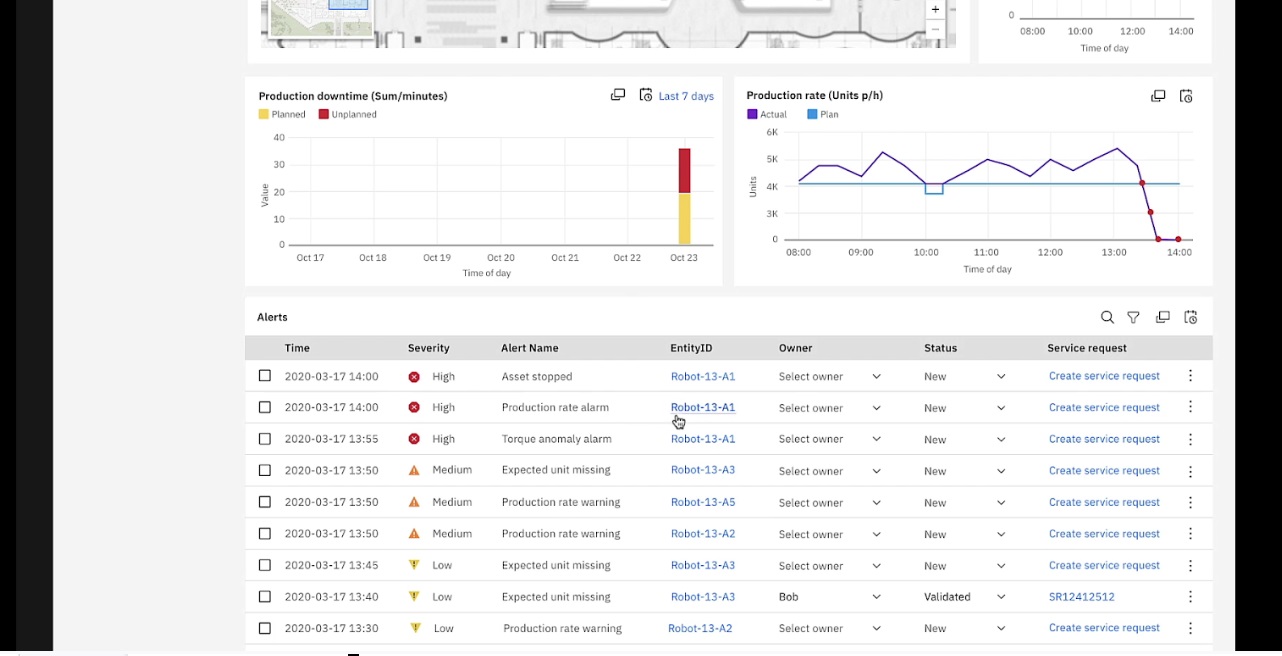 +
−
0
08:00 10:00 12:00 14:00
Time of day
Production downtime (Sum/minutes)
Last 7 days
Planned Unplanned
40
30
20
10
0
Value
Oct 17 Oct 18 Oct 19 Oct 20 Oct 21 Oct 22 Oct 23
Time of day
Production rate (Units p/h)
Actual Plan
6K
5K
4K
3K
0
Units
08:00 09:00 10:00 11:00 12:00 13:00 14:00
Time of day
Alerts
Time Severity Alert Name EntityID Owner Status Service request
2020-03-17 14:00 High Asset stopped Robot-13-A1 Select owner New Create service request
2020-03-17 14:00 High Production rate alarm Robot-13-A1 Select owner New Create service request
2020-03-17 13:55 High Torque anomaly alarm Robot-13-A1 Select owner New Create service request
2020-03-17 13:50 Medium Expected unit missing Robot-13-A3 Select owner New Create service request
2020-03-17 13:50 Medium Production rate warning Robot-13-A5 Select owner New Create service request
2020-03-17 13:50 Medium Production rate warning Robot-13-A2 Select owner New Create service request
2020-03-17 13:45 Low Expected unit missing Robot-13-A3 Select owner New Create service request
2020-03-17 13:40 Low Expected unit missing Robot-13-A3 Bob Validated SR12412512
2020-03-17 13:30 Low Production rate warning Robot-13-A2 Select owner New Create service request